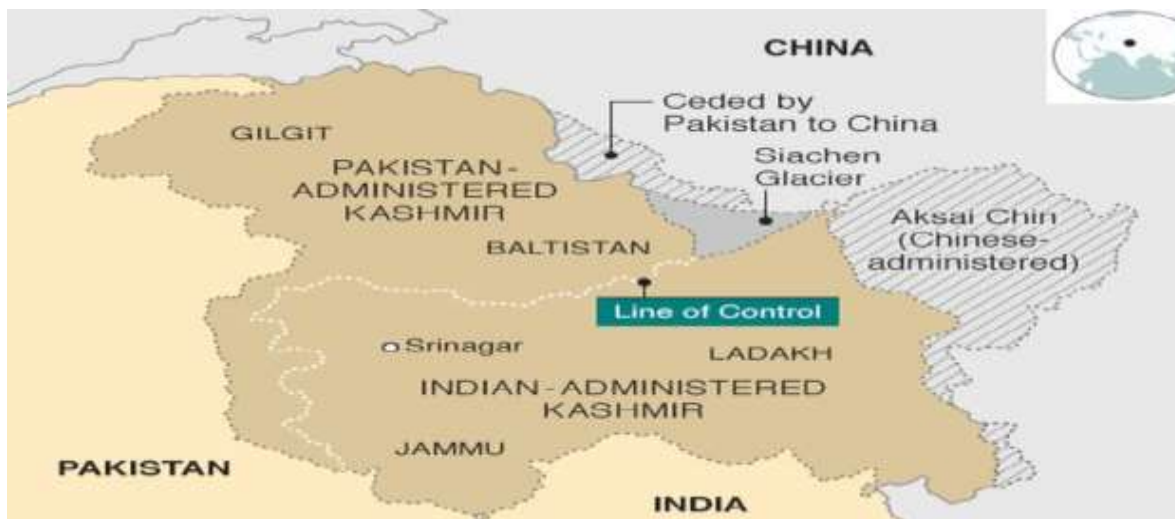 CHINA
Ceded by
Pakistan to China
Siachen
Glacier
GILGIT
PAKISTAN-
ADMINISTERED
KASHMIR
Aksai Chin
(Chinese-
administered)
BALTISTAN
Line of Control
Srinagar
LADAKH
INDIAN-ADMINISTERED
KASHMIR
JAMMU
PAKISTAN
INDIA